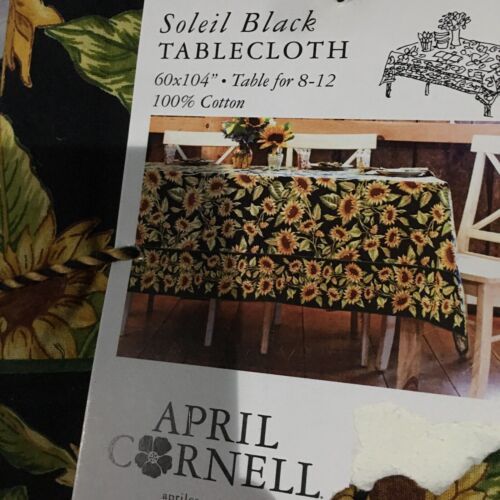 Soleil Black
TABLECLOTH
60x104" • Table for 8-12
100% Cotton
APRIL
CORNELL